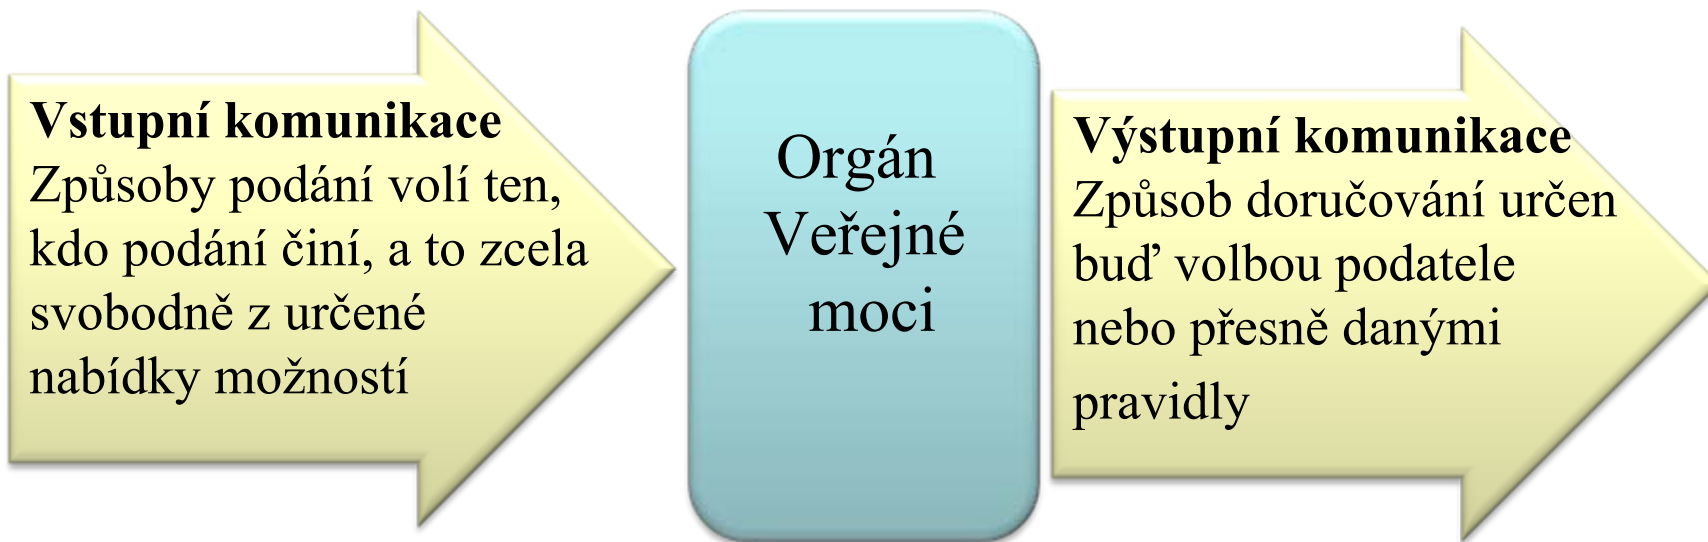 Vstupní komunikace
Způsoby podání volí ten,
kdo podání činí, a to zcela
svobodně z určené
nabídky možností
Orgán
Veřejné
moci
Výstupní komunikace
Způsob doručování určen
buď volbou podatele
nebo přesně danými
pravidly